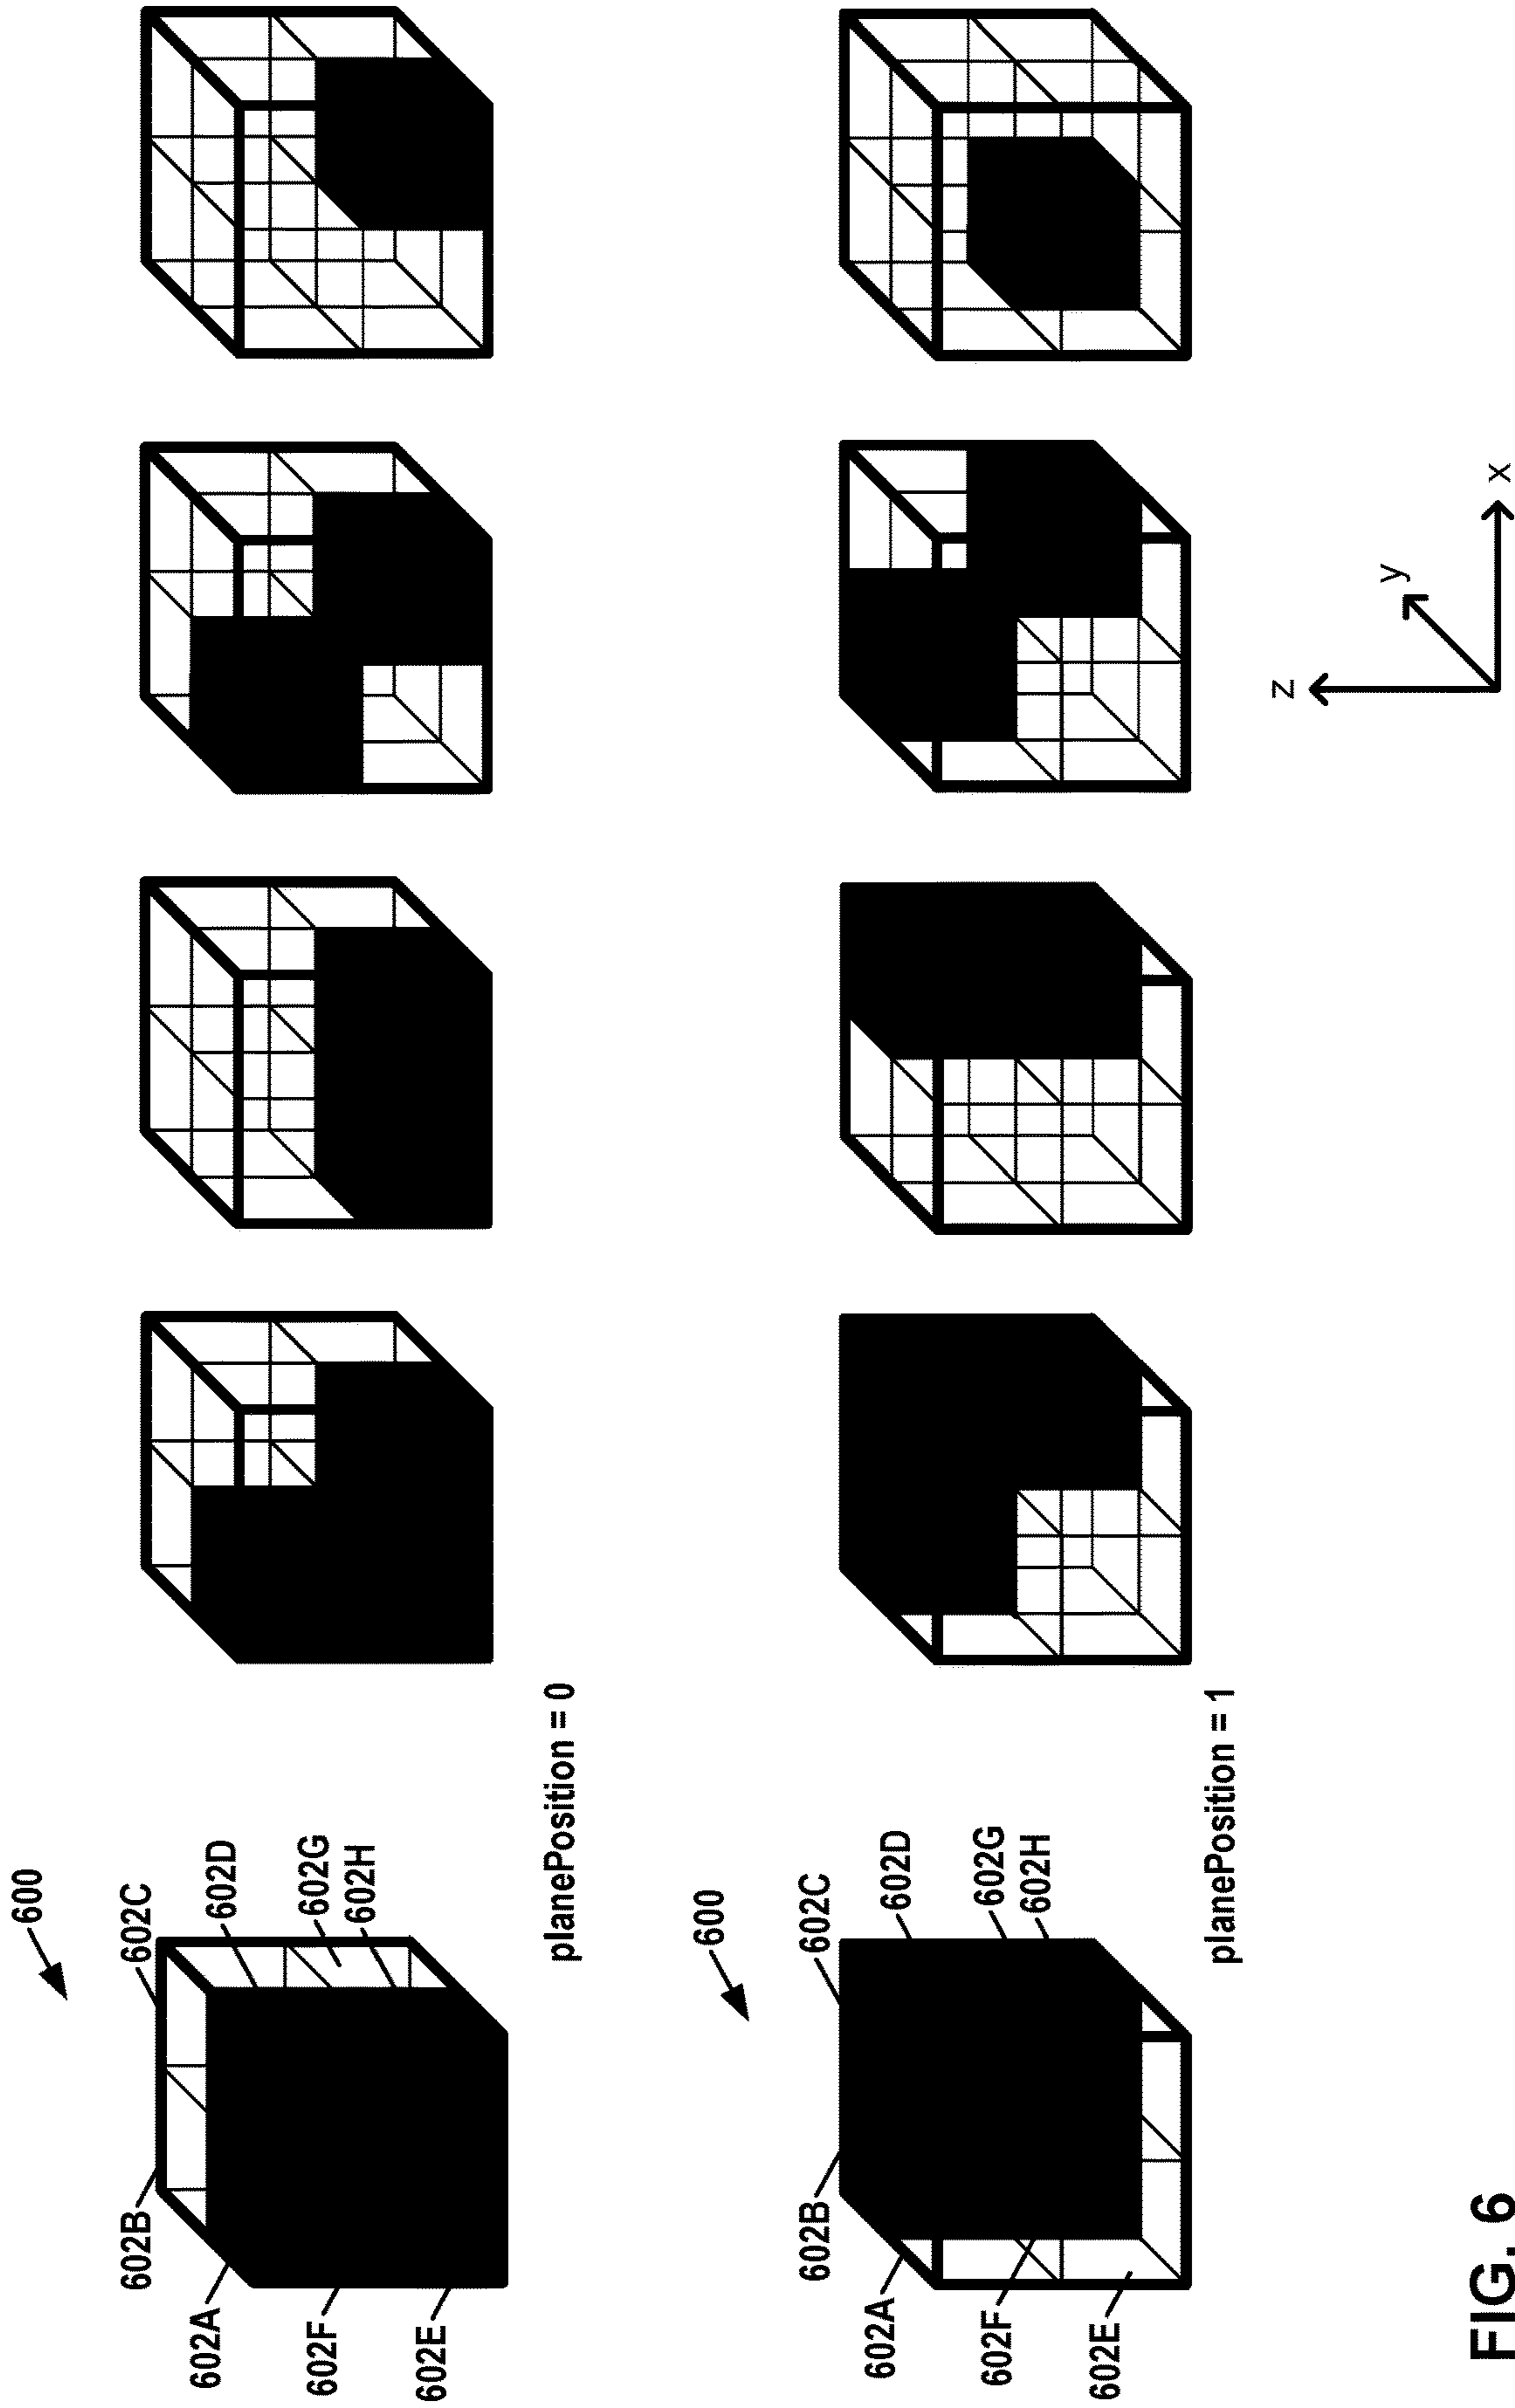 600
602C
602B
602D
602A
602G
602F
602H
602E
planePosition = 0
600
602C
602B
602D
602A
602G
602F
602H
602E
planePosition = 1
z
y
x
FIG. 6